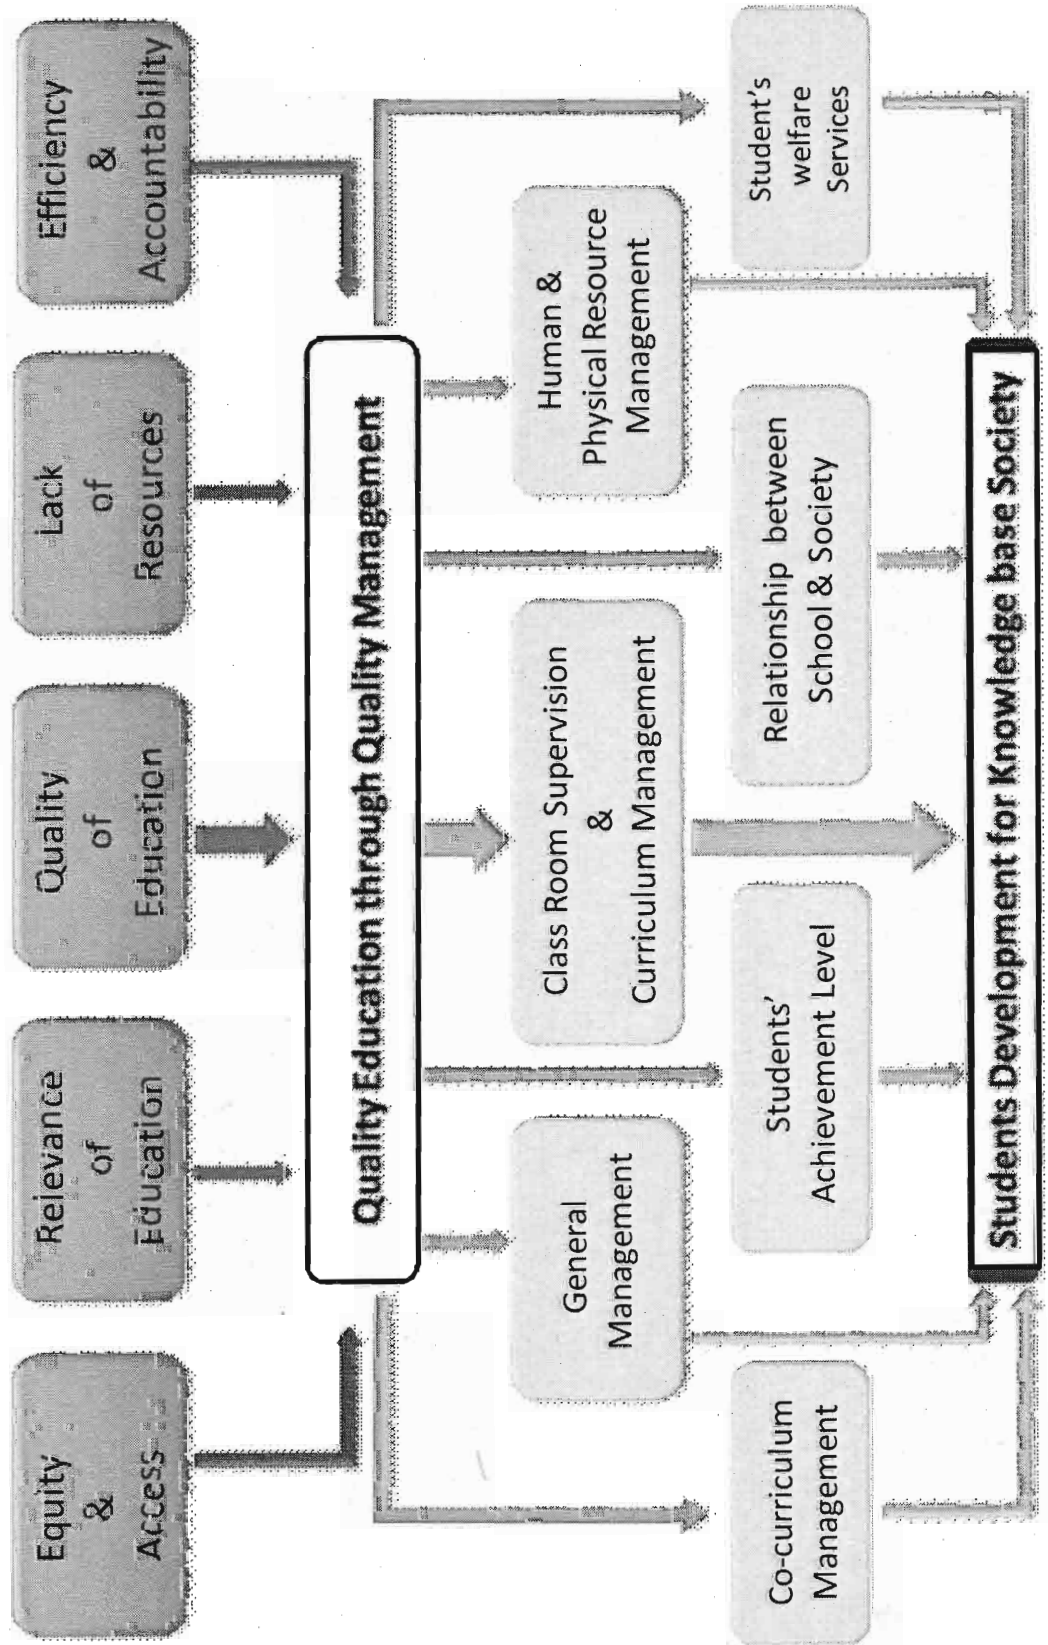 Equity
&
Access
Relevance
of
Education
Quality
of
Education
Lack
of
Resources
Efficiency
&
Accountability
Quality Education through Quality Management
General
Management
Class Room Supervision
&
Curriculum Management
Human &
Physical Resource
Management
Co-curriculum
Management
Students'
Achievement Level
Relationship between
School & Society
Student's
welfare
Services
Students Development for Knowledge base Society